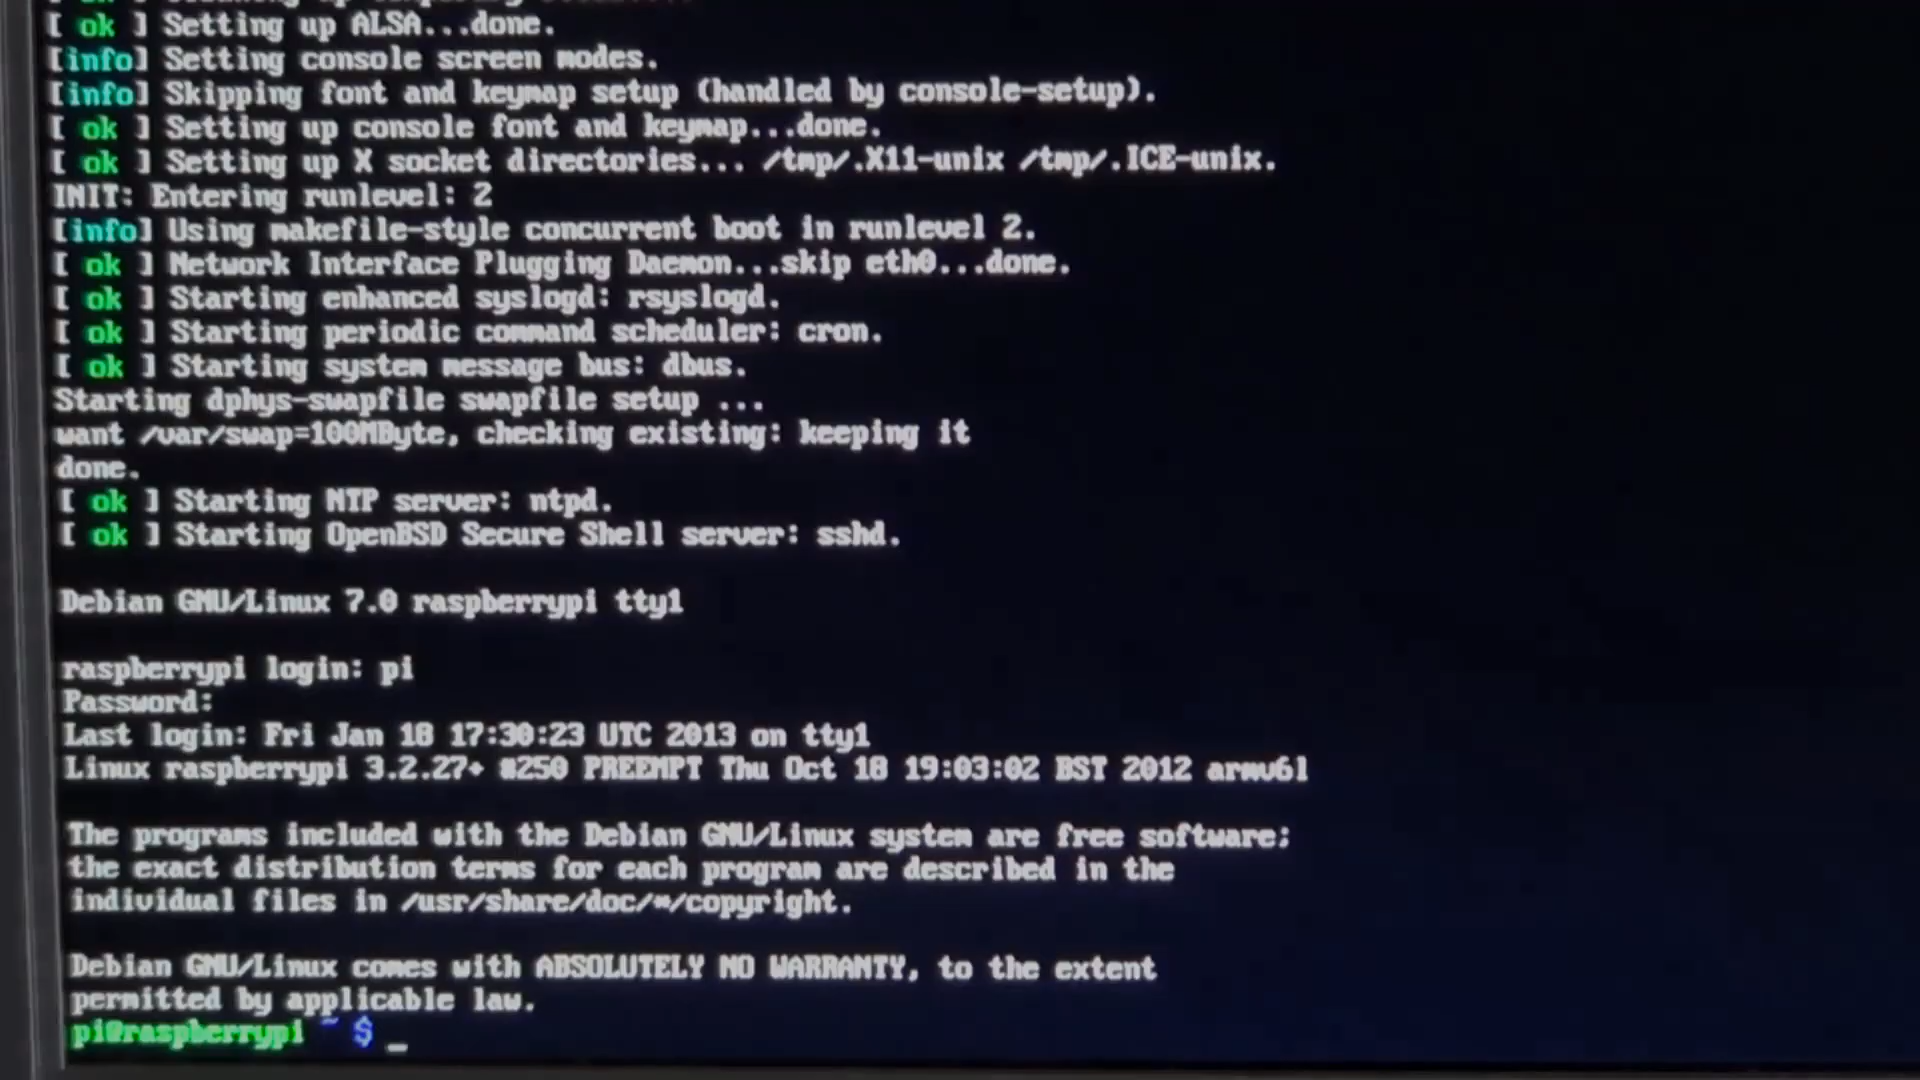 [ ok ] Setting up ALSA...done.
[info] Setting console screen modes.
[info] Skipping font and keymap setup (handled by console-setup).
[ ok ] Setting up console font and keymap...done.
[ ok ] Setting up X socket directories... /tmp/.X11-unix /tmp/.ICE-unix.
INIT: Entering runlevel: 2
[info] Using makefile-style concurrent boot in runlevel 2.
[ ok ] Network Interface Plugging Daemon...skip eth0...done.
[ ok ] Starting enhanced syslogd: rsyslogd.
[ ok ] Starting periodic command scheduler: cron.
[ ok ] Starting system message bus: dbus.
Starting dphys-swapfile swapfile setup ...
want /var/swap=100MByte, checking existing: keeping it
done.
[ ok ] Starting NTP server: ntpd.
[ ok ] Starting OpenBSD Secure Shell server: sshd.
Debian GNU/Linux 7.0 raspberrypi tty1
raspberrypi login: pi
Password:
Last login: Fri Jan 18 17:30:23 UTC 2013 on tty1
Linux raspberrypi 3.2.27+ #250 PREEMPT Thu Oct 18 19:03:02 BST 2012 armv6l
The programs included with the Debian GNU/Linux system are free software;
the exact distribution terms for each program are described in the
individual files in /usr/share/doc/*/copyright.
Debian GNU/Linux comes with ABSOLUTELY NO WARRANTY, to the extent
permitted by applicable law.
pi@raspberrypi ~ $ _